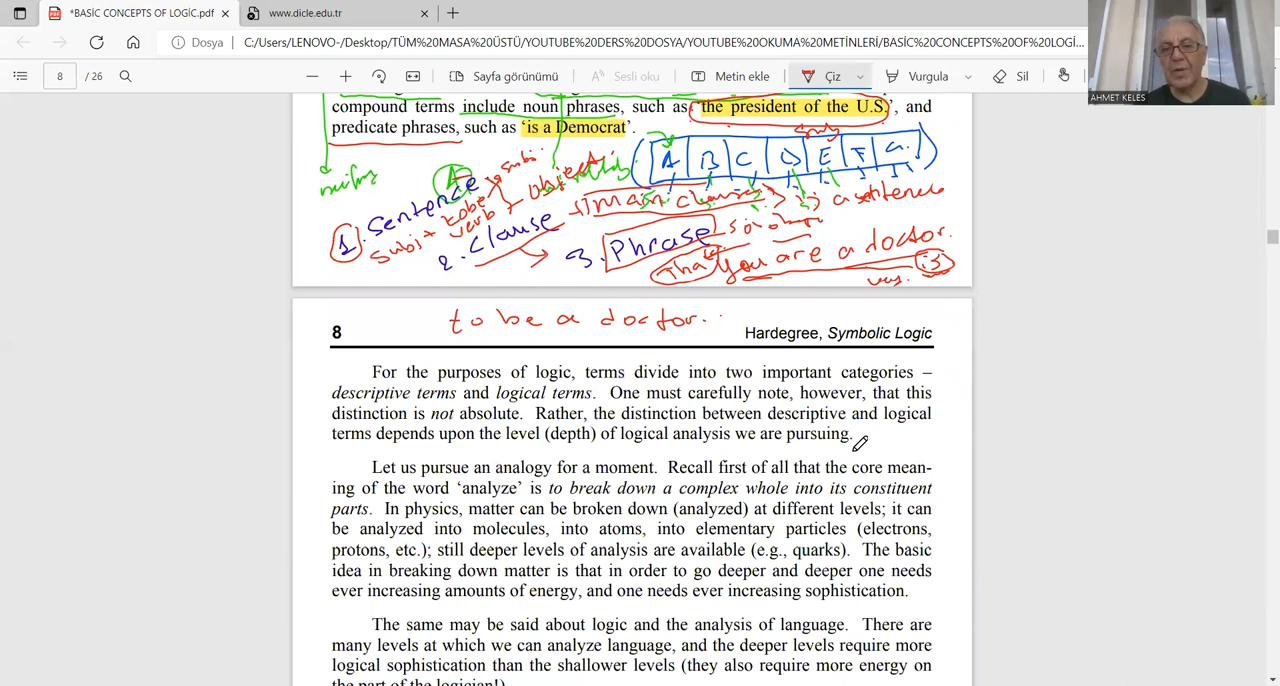 *BASİC CONCEPTS OF LOGİC.pdf
www.dicle.edu.tr
Dosya
C:/Users/LENOVO-/Desktop/TÜM%20MASA%20ÜSTÜ/YOUTUBE%20DERS%20DOSYA/YOUTUBE%20OKUMA%20METİNLERİ/BASİC%20CONCEPTS%20OF%20LOGİ...
8 / 26
Sayfa görünümü
Sesli oku
Metin ekle
Çiz
Vurgula
Sil
AHMET KELES
compound terms include noun phrases, such as 'the president of the U.S.', and
predicate phrases, such as 'is a Democrat'.
A B C D E F G
1. Sentence
subj + verb + object
2. Clause
is a sentence
3. Phrase
That you are a doctor. is
to be a doctor..
8 Hardegree, Symbolic Logic
For the purposes of logic, terms divide into two important categories –
descriptive terms and logical terms. One must carefully note, however, that this
distinction is not absolute. Rather, the distinction between descriptive and logical
terms depends upon the level (depth) of logical analysis we are pursuing.
Let us pursue an analogy for a moment. Recall first of all that the core mean-
ing of the word 'analyze' is to break down a complex whole into its constituent
parts. In physics, matter can be broken down (analyzed) at different levels; it can
be analyzed into molecules, into atoms, into elementary particles (electrons,
protons, etc.); still deeper levels of analysis are available (e.g., quarks). The basic
idea in breaking down matter is that in order to go deeper and deeper one needs
ever increasing amounts of energy, and one needs ever increasing sophistication.
The same may be said about logic and the analysis of language. There are
many levels at which we can analyze language, and the deeper levels require more
logical sophistication than the shallower levels (they also require more energy on
the part of the logician!)